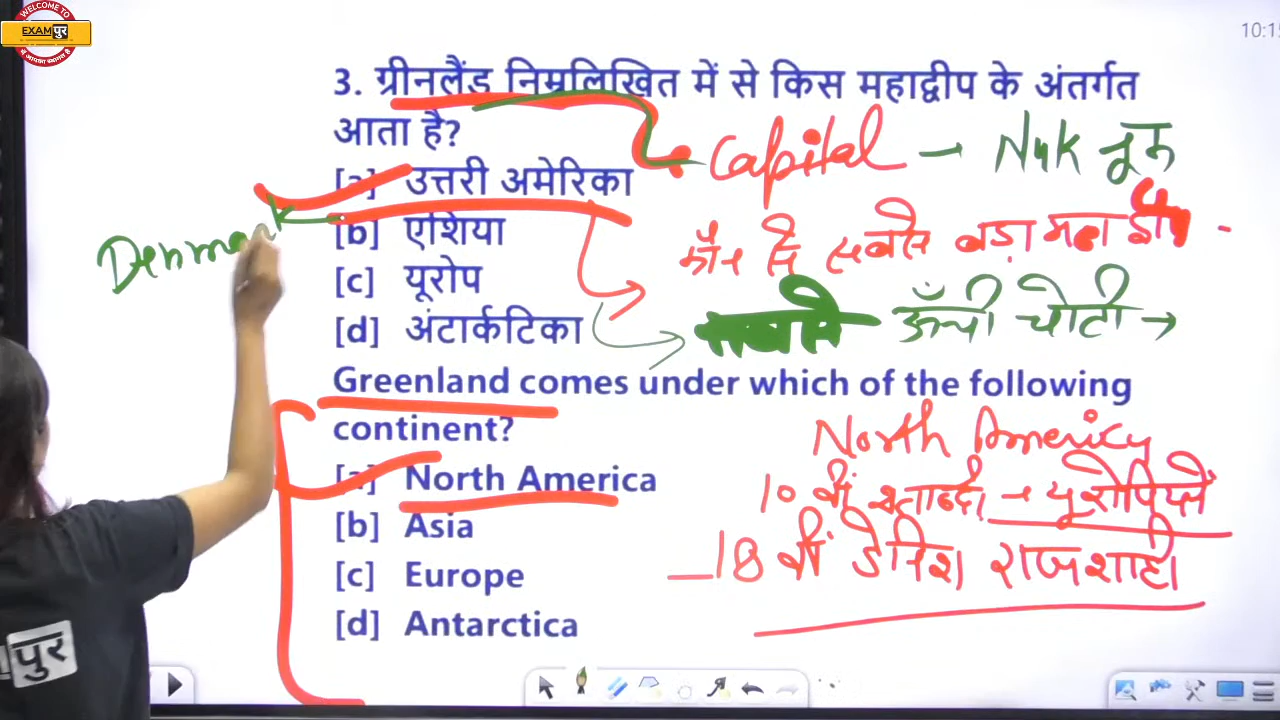 WELCOME TO
EXAMपुर
10:15
3. ग्रीनलैंड निम्नलिखित में से किस महाद्वीप के अंतर्गत
आता है?
[a] उत्तरी अमेरिका
[b] एशिया
[c] यूरोप
[d] अंटार्कटिका
Capital → Nuk नूक
सबसे बड़ा महाद्वीप
ऊँची चोटी →
Denmark
Greenland comes under which of the following
continent?
[a] North America
[b] Asia
[c] Europe
[d] Antarctica
North America
10 वीं शताब्दी → यूरोपियों
18 वीं डेनिश राजशाही
पुर